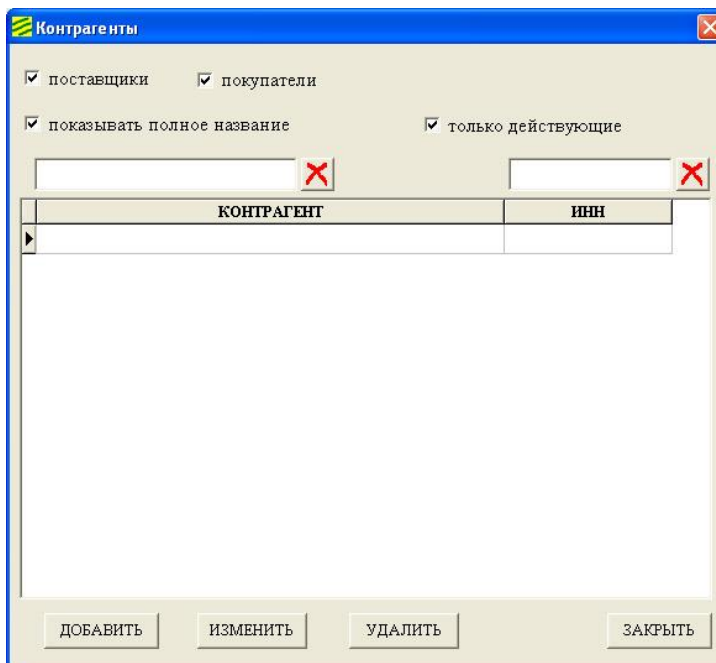 Контрагенты
поставщики покупатели
показывать полное название только действующие
КОНТРАГЕНТ ИНН
ДОБАВИТЬ ИЗМЕНИТЬ УДАЛИТЬ ЗАКРЫТЬ